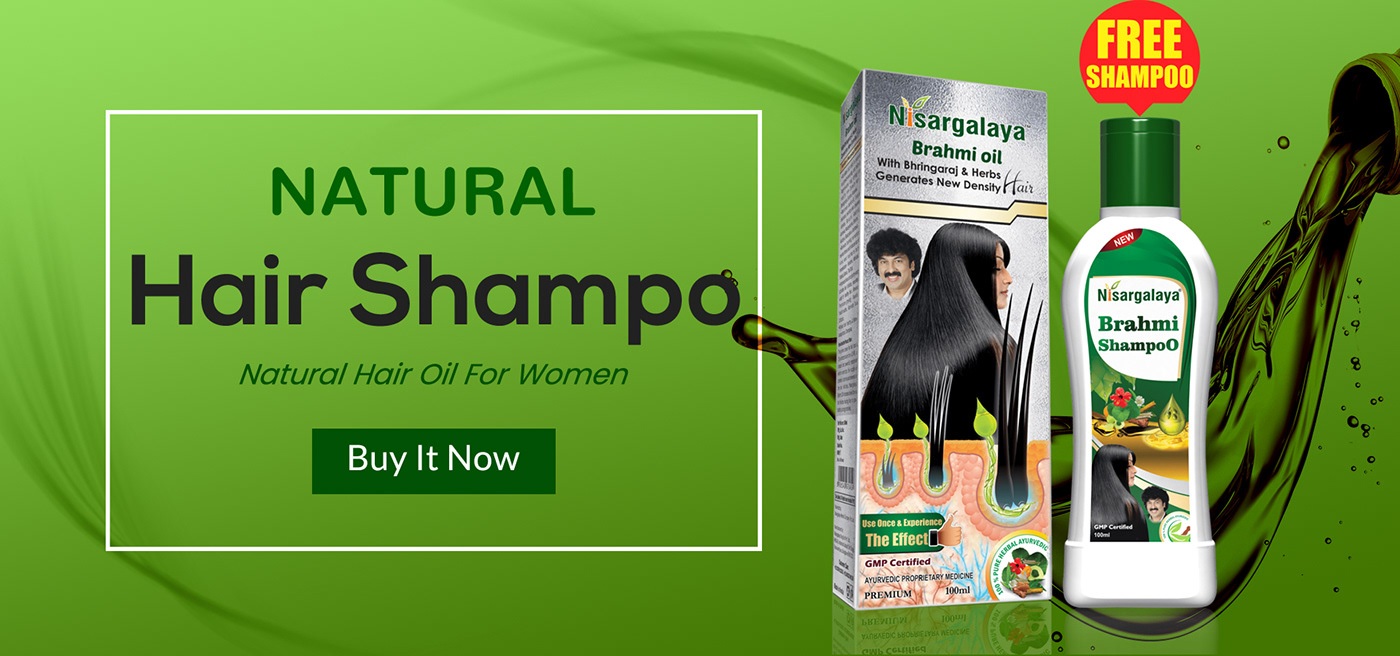 NATURAL
Hair Shampo
Natural Hair Oil For Women
Buy It Now
Nisargalaya
Brahmi oil
With Bhringaraj & Herbs
Generates New Density Hair
Use Once & Experience
The Effect
GMP Certified
AYURVEDIC PROPRIETARY MEDICINE
PREMIUM 100ml
100% PURE HERBAL AYURVEDIC
FREE
SHAMPOO
NEW
Nisargalaya
Brahmi
ShampoO
GMP Certified
100ml